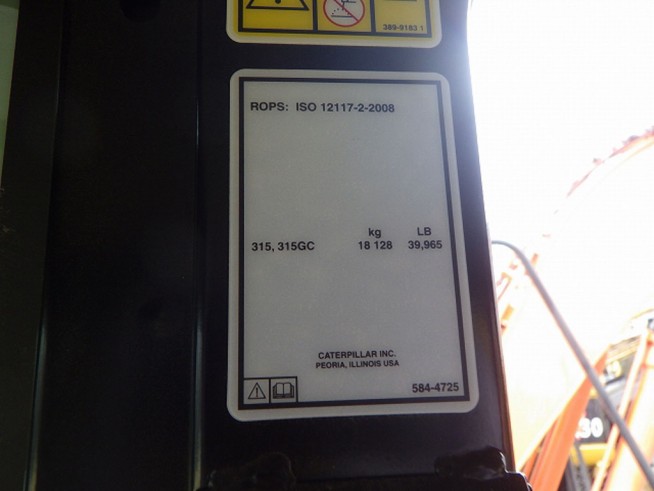 389-9183 1
ROPS: ISO 12117-2-2008
kg LB
315, 315GC 18 128 39,965
CATERPILLAR INC.
PEORIA, ILLINOIS USA
584-4725